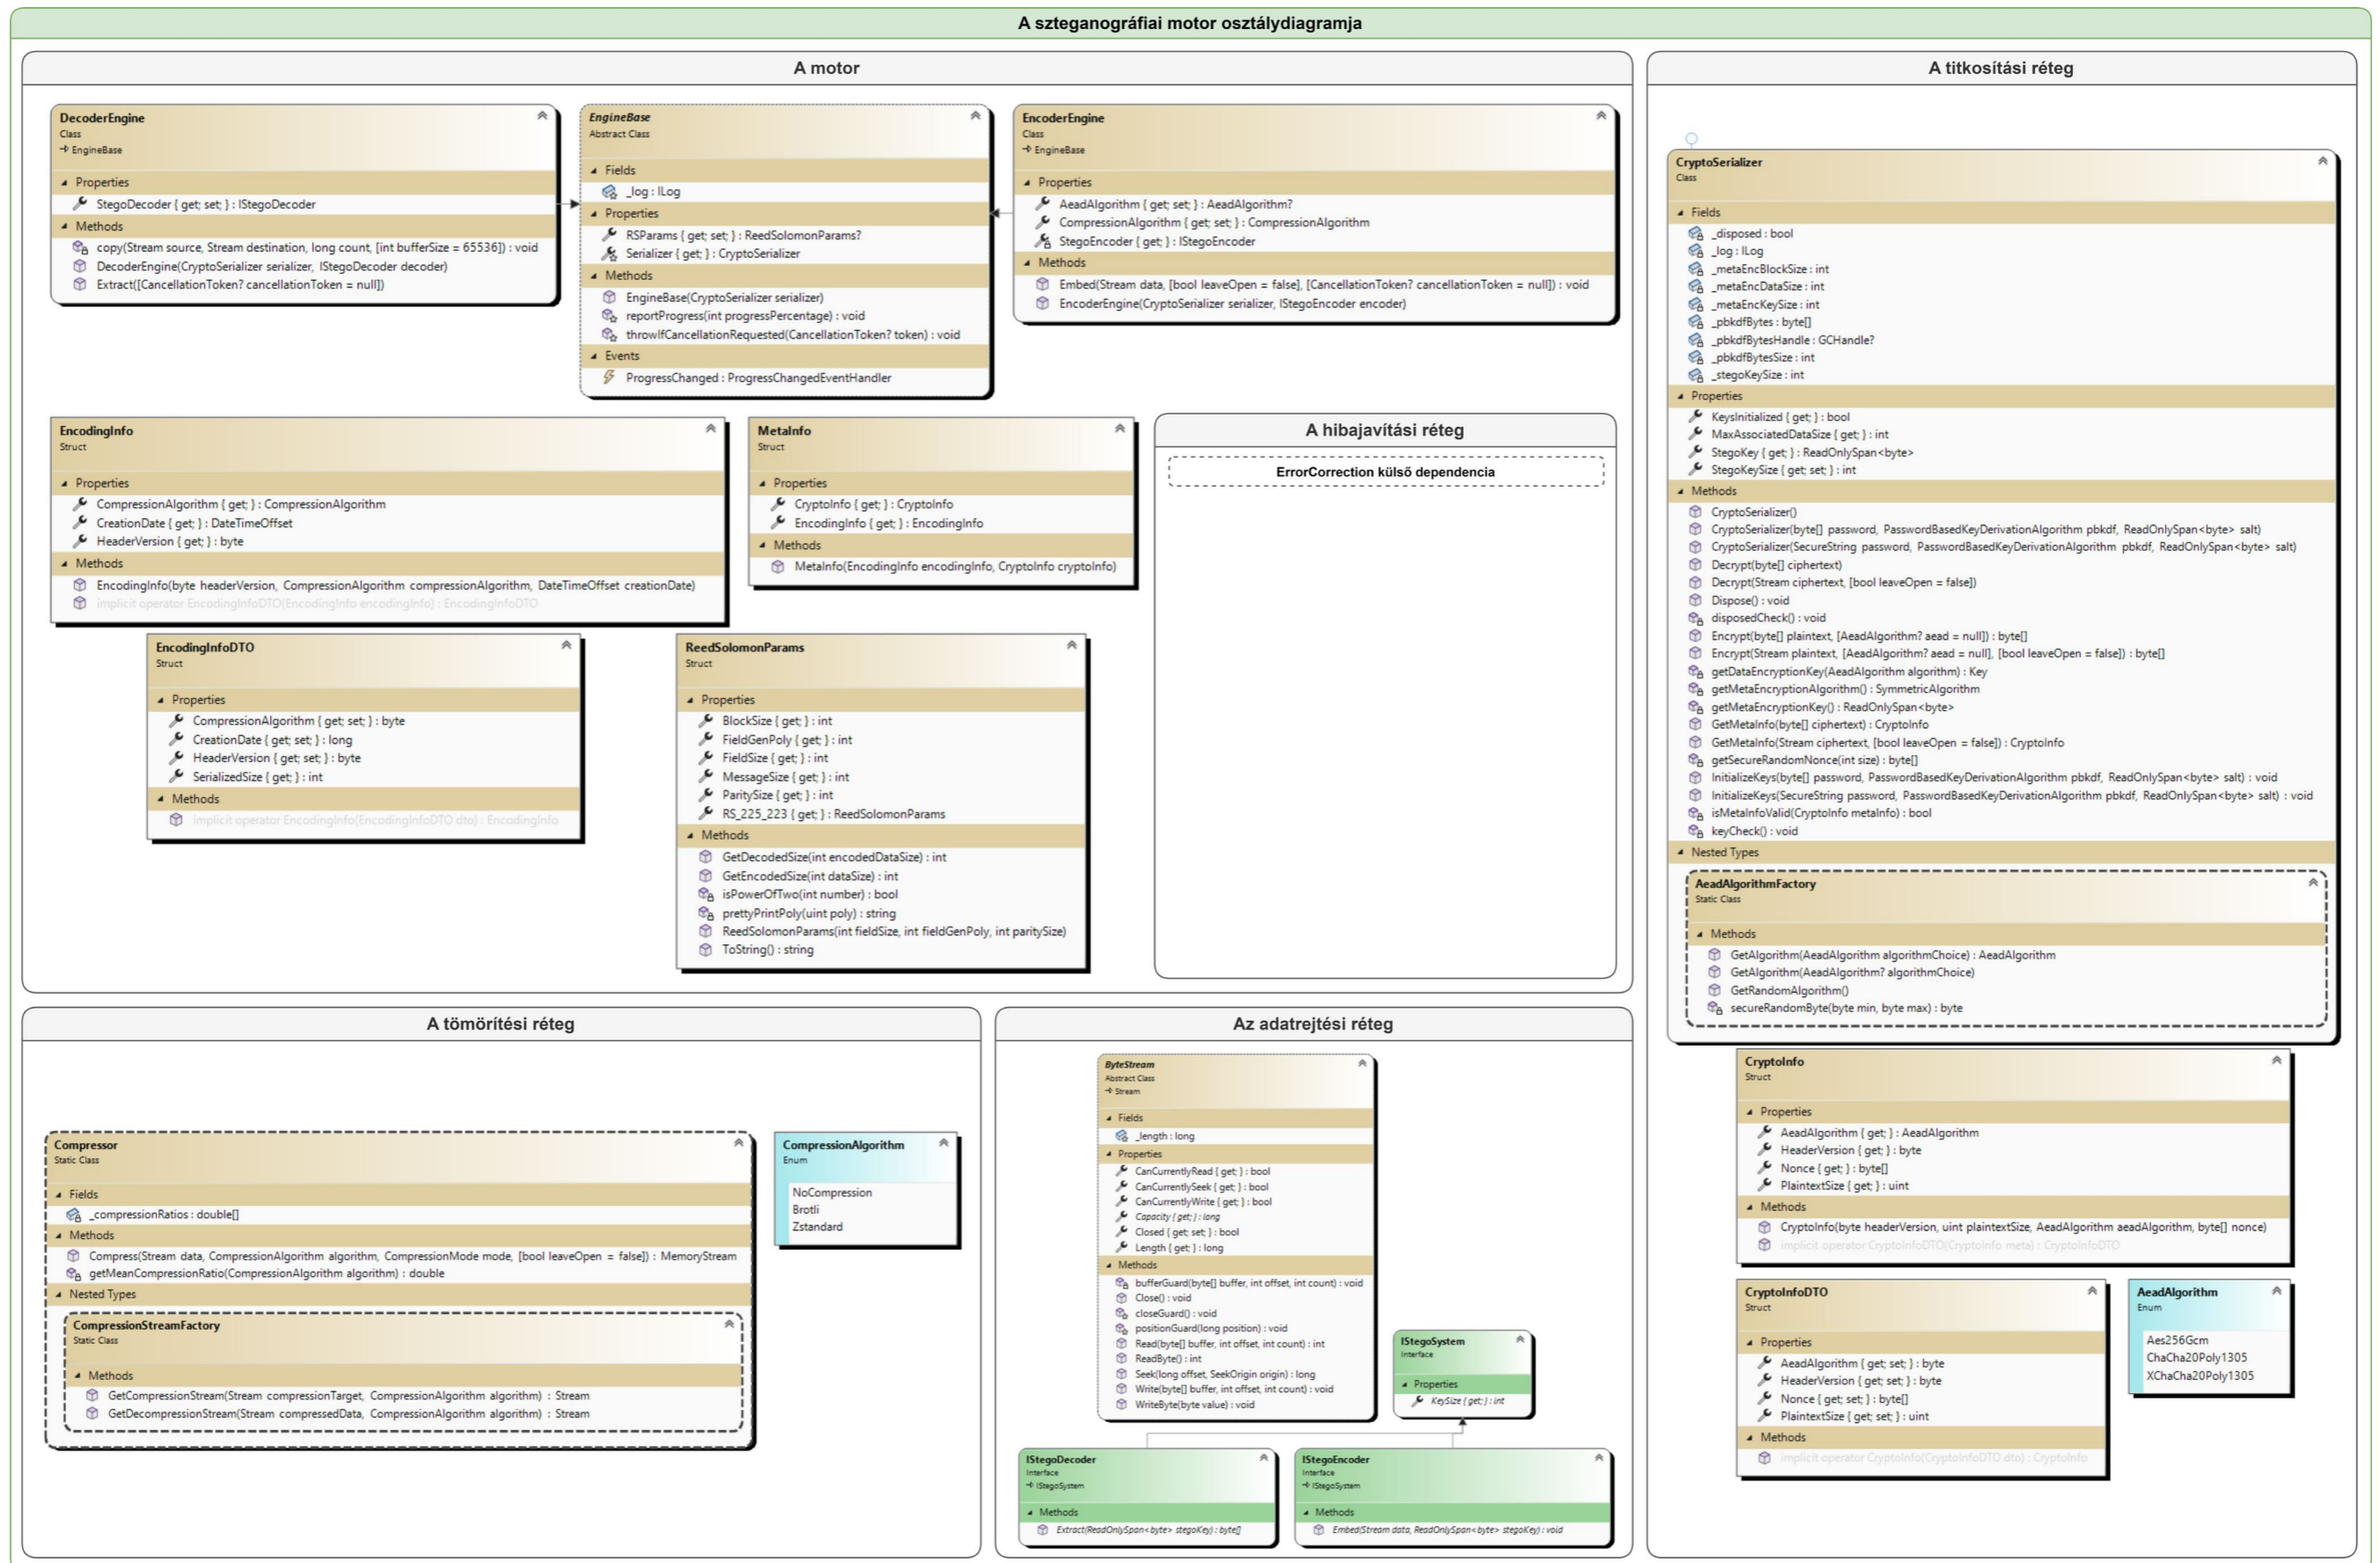 A szteganográfiai motor osztálydiagramja
A motor
DecoderEngine
Class
EngineBase
Properties
StegoDecoder { get; set; } : IStegoDecoder
Methods
copy(Stream source, Stream destination, long count, [int bufferSize = 65536]) : void
DecoderEngine(CryptoSerializer serializer, IStegoDecoder decoder)
Extract([CancellationToken? cancellationToken = null])
EngineBase
Abstract Class
Fields
_log : ILog
Properties
RSParams { get; set; } : ReedSolomonParams?
Serializer { get; } : CryptoSerializer
Methods
EngineBase(CryptoSerializer serializer)
reportProgress(int progressPercentage) : void
throwIfCancellationRequested(CancellationToken? token) : void
Events
ProgressChanged : ProgressChangedEventHandler
EncoderEngine
Class
EngineBase
Properties
AeadAlgorithm { get; set; } : AeadAlgorithm?
CompressionAlgorithm { get; set; } : CompressionAlgorithm
StegoEncoder { get; } : IStegoEncoder
Methods
Embed(Stream data, [bool leaveOpen = false], [CancellationToken? cancellationToken = null]) : void
EncoderEngine(CryptoSerializer serializer, IStegoEncoder encoder)
EncodingInfo
Struct
Properties
CompressionAlgorithm { get; } : CompressionAlgorithm
CreationDate { get; } : DateTimeOffset
HeaderVersion { get; } : byte
Methods
EncodingInfo(byte headerVersion, CompressionAlgorithm compressionAlgorithm, DateTimeOffset creationDate)
implicit operator EncodingInfoDTO(EncodingInfo encodingInfo) : EncodingInfoDTO
MetaInfo
Struct
Properties
CryptoInfo { get; } : CryptoInfo
EncodingInfo { get; } : EncodingInfo
Methods
MetaInfo(EncodingInfo encodingInfo, CryptoInfo cryptoInfo)
A hibajavítási réteg
ErrorCorrection külső dependencia
EncodingInfoDTO
Struct
Properties
CompressionAlgorithm { get; set; } : byte
CreationDate { get; set; } : long
HeaderVersion { get; set; } : byte
SerializedSize { get; } : int
Methods
implicit operator EncodingInfo(EncodingInfoDTO dto) : EncodingInfo
ReedSolomonParams
Struct
Properties
BlockSize { get; } : int
FieldGenPoly { get; } : int
FieldSize { get; } : int
MessageSize { get; } : int
ParitySize { get; } : int
RS_225_223 { get; } : ReedSolomonParams
Methods
GetDecodedSize(int encodedDataSize) : int
GetEncodedSize(int dataSize) : int
isPowerOfTwo(int number) : bool
prettyPrintPoly(uint poly) : string
ReedSolomonParams(int fieldSize, int fieldGenPoly, int paritySize)
ToString() : string
A titkosítási réteg
CryptoSerializer
Class
Fields
_disposed : bool
_log : ILog
_metaEncBlockSize : int
_metaEncDataSize : int
_metaEncKeySize : int
_pbkdfBytes : byte[]
_pbkdfBytesHandle : GCHandle?
_pbkdfBytesSize : int
_stegoKeySize : int
Properties
KeysInitialized { get; } : bool
MaxAssociatedDataSize { get; } : int
StegoKey { get; } : ReadOnlySpan<byte>
StegoKeySize { get; set; } : int
Methods
CryptoSerializer()
CryptoSerializer(byte[] password, PasswordBasedKeyDerivationAlgorithm pbkdf, ReadOnlySpan<byte> salt)
CryptoSerializer(SecureString password, PasswordBasedKeyDerivationAlgorithm pbkdf, ReadOnlySpan<byte> salt)
Decrypt(byte[] ciphertext)
Decrypt(Stream ciphertext, [bool leaveOpen = false])
Dispose() : void
disposedCheck() : void
Encrypt(byte[] plaintext, [AeadAlgorithm? aead = null]) : byte[]
Encrypt(Stream plaintext, [AeadAlgorithm? aead = null], [bool leaveOpen = false]) : byte[]
getDataEncryptionKey(AeadAlgorithm algorithm) : Key
getMetaEncryptionAlgorithm() : SymmetricAlgorithm
getMetaEncryptionKey() : ReadOnlySpan<byte>
GetMetaInfo(byte[] ciphertext) : CryptoInfo
GetMetaInfo(Stream ciphertext, [bool leaveOpen = false]) : CryptoInfo
getSecureRandomNonce(int size) : byte[]
InitializeKeys(byte[] password, PasswordBasedKeyDerivationAlgorithm pbkdf, ReadOnlySpan<byte> salt) : void
InitializeKeys(SecureString password, PasswordBasedKeyDerivationAlgorithm pbkdf, ReadOnlySpan<byte> salt) : void
isMetaInfoValid(CryptoInfo metaInfo) : bool
keyCheck() : void
Nested Types
AeadAlgorithmFactory
Static Class
Methods
GetAlgorithm(AeadAlgorithm algorithmChoice) : AeadAlgorithm
GetAlgorithm(AeadAlgorithm? algorithmChoice)
GetRandomAlgorithm()
secureRandomByte(byte min, byte max) : byte
CryptoInfo
Struct
Properties
AeadAlgorithm { get; } : AeadAlgorithm
HeaderVersion { get; } : byte
Nonce { get; } : byte[]
PlaintextSize { get; } : uint
Methods
CryptoInfo(byte headerVersion, uint plaintextSize, AeadAlgorithm aeadAlgorithm, byte[] nonce)
implicit operator CryptoInfoDTO(CryptoInfo meta) : CryptoInfoDTO
CryptoInfoDTO
Struct
Properties
AeadAlgorithm { get; set; } : byte
HeaderVersion { get; set; } : byte
Nonce { get; set; } : byte[]
PlaintextSize { get; set; } : uint
Methods
implicit operator CryptoInfo(CryptoInfoDTO dto) : CryptoInfo
AeadAlgorithm
Enum
Aes256Gcm
ChaCha20Poly1305
XChaCha20Poly1305
A tömörítési réteg
Compressor
Static Class
Fields
_compressionRatios : double[]
Methods
Compress(Stream data, CompressionAlgorithm algorithm, CompressionMode mode, [bool leaveOpen = false]) : MemoryStream
getMeanCompressionRatio(CompressionAlgorithm algorithm) : double
Nested Types
CompressionStreamFactory
Static Class
Methods
GetCompressionStream(Stream compressionTarget, CompressionAlgorithm algorithm) : Stream
GetDecompressionStream(Stream compressedData, CompressionAlgorithm algorithm) : Stream
CompressionAlgorithm
Enum
NoCompression
Brotli
Zstandard
Az adatrejtési réteg
ByteStream
Abstract Class
Stream
Fields
_length : long
Properties
CanCurrentlyRead { get; } : bool
CanCurrentlySeek { get; } : bool
CanCurrentlyWrite { get; } : bool
Capacity { get; } : long
Closed { get; set; } : bool
Length { get; } : long
Methods
bufferGuard(byte[] buffer, int offset, int count) : void
Close() : void
closeGuard() : void
positionGuard(long position) : void
Read(byte[] buffer, int offset, int count) : int
ReadByte() : int
Seek(long offset, SeekOrigin origin) : long
Write(byte[] buffer, int offset, int count) : void
WriteByte(byte value) : void
IStegoSystem
Interface
Properties
KeySize { get; } : int
IStegoDecoder
Interface
IStegoSystem
Methods
Extract(ReadOnlySpan<byte> stegoKey) : byte[]
IStegoEncoder
Interface
IStegoSystem
Methods
Embed(Stream data, ReadOnlySpan<byte> stegoKey) : void